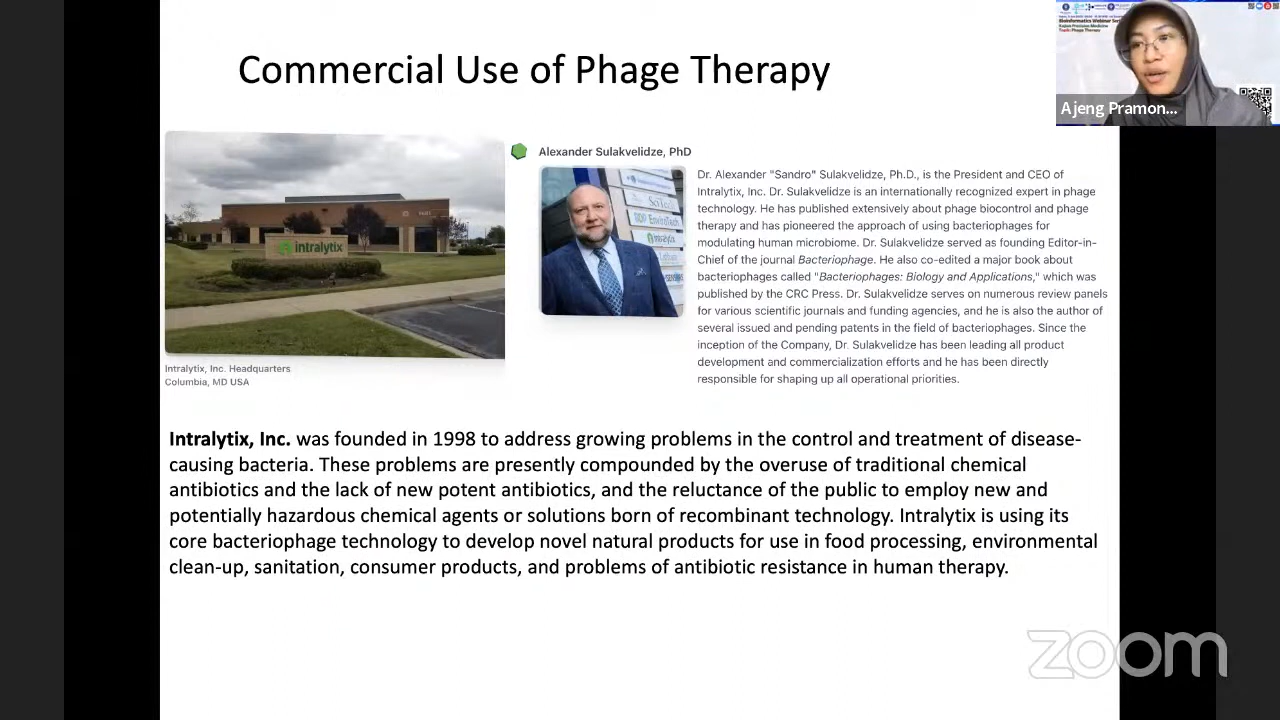 Commercial Use of Phage Therapy
Bioinformatics Webinar
Topic: Phage Therapy
Ajeng Pramon...
intralytix
Intralytix, Inc. Headquarters
Columbia, MD USA
Alexander Sulakvelidze, PhD
Dr. Alexander "Sandro" Sulakvelidze, Ph.D., is the President and CEO of
Intralytix, Inc. Dr. Sulakvelidze is an internationally recognized expert in phage
technology. He has published extensively about phage biocontrol and phage
therapy and has pioneered the approach of using bacteriophages for
modulating human microbiome. Dr. Sulakvelidze served as founding Editor-in-
Chief of the journal Bacteriophage. He also co-edited a major book about
bacteriophages called "Bacteriophages: Biology and Applications," which was
published by the CRC Press. Dr. Sulakvelidze serves on numerous review panels
for various scientific journals and funding agencies, and he is also the author of
several issued and pending patents in the field of bacteriophages. Since the
inception of the Company, Dr. Sulakvelidze has been leading all product
development and commercialization efforts and he has been directly
responsible for shaping up all operational priorities.
Intralytix, Inc. was founded in 1998 to address growing problems in the control and treatment of disease-
causing bacteria. These problems are presently compounded by the overuse of traditional chemical
antibiotics and the lack of new potent antibiotics, and the reluctance of the public to employ new and
potentially hazardous chemical agents or solutions born of recombinant technology. Intralytix is using its
core bacteriophage technology to develop novel natural products for use in food processing, environmental
clean-up, sanitation, consumer products, and problems of antibiotic resistance in human therapy.
zoom